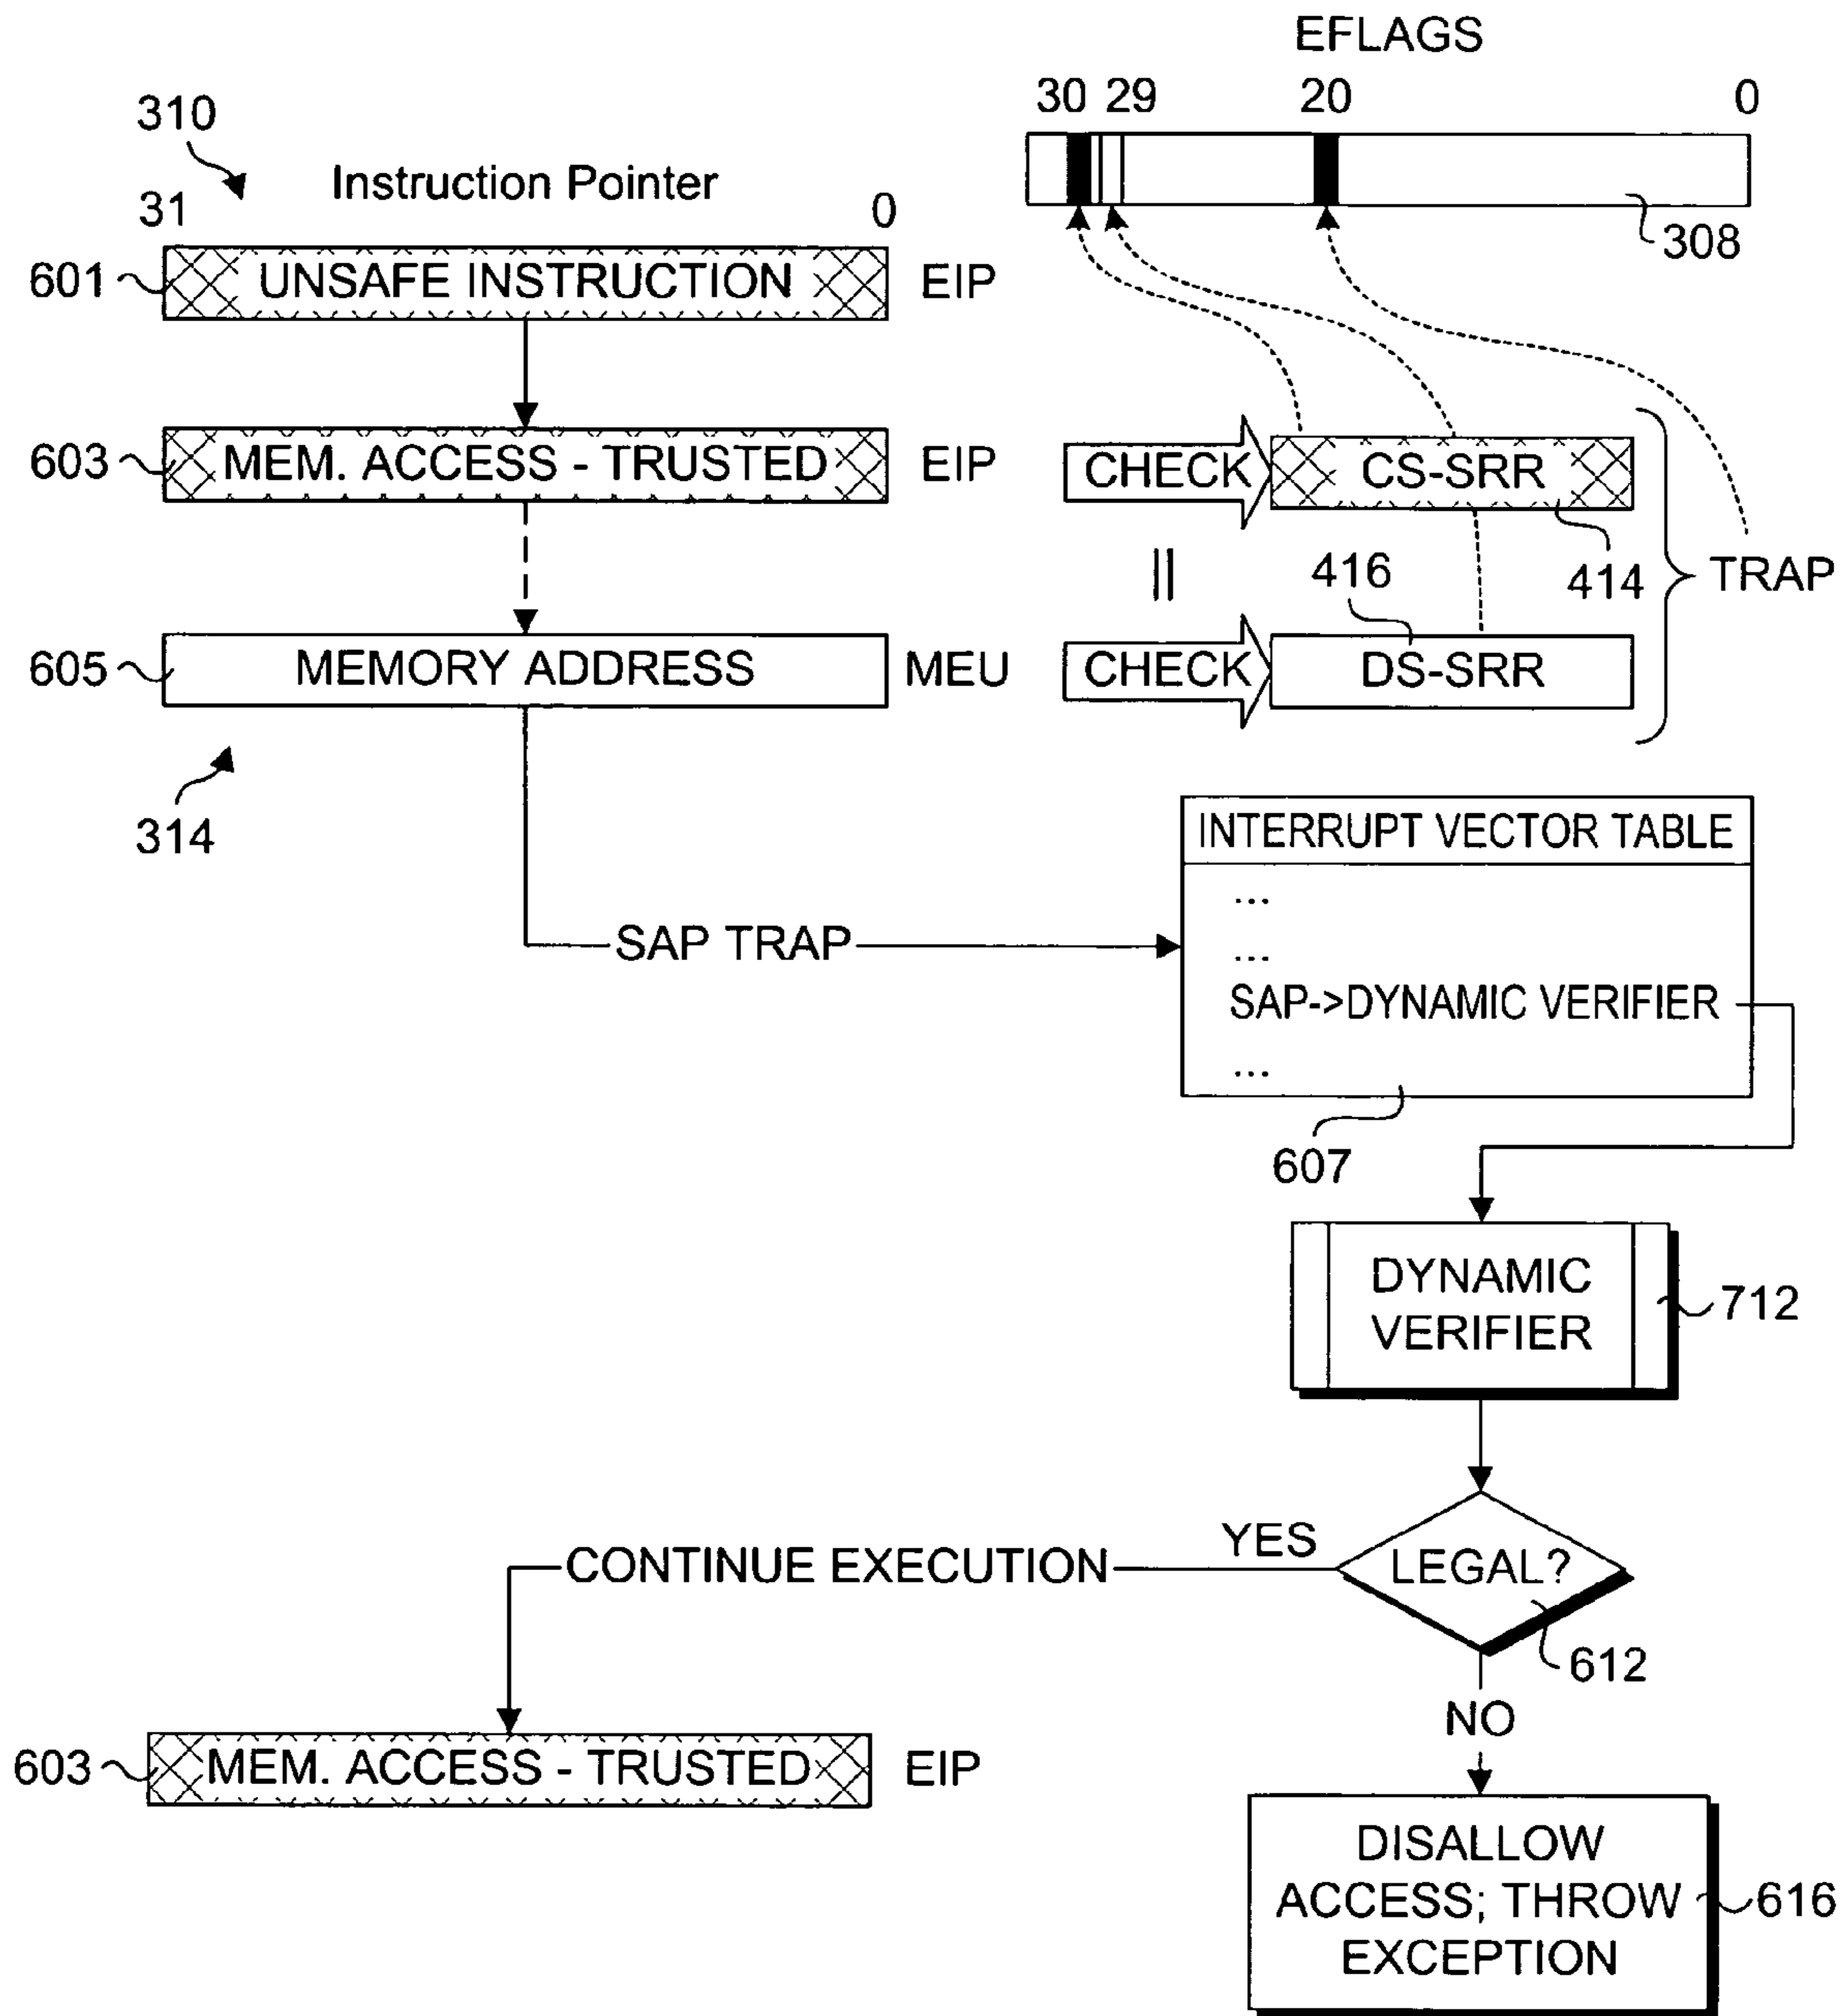 EFLAGS
30 29 20 0
310
Instruction Pointer
31 0
308
601 UNSAFE INSTRUCTION EIP
603 MEM. ACCESS - TRUSTED EIP
CHECK CS-SRR
||
416
414
TRAP
605 MEMORY ADDRESS MEU
CHECK DS-SRR
314
INTERRUPT VECTOR TABLE
...
...
SAP TRAP
SAP->DYNAMIC VERIFIER
...
607
DYNAMIC
VERIFIER
712
YES
CONTINUE EXECUTION
LEGAL?
612
NO
603 MEM. ACCESS - TRUSTED EIP
DISALLOW
ACCESS; THROW
EXCEPTION
616